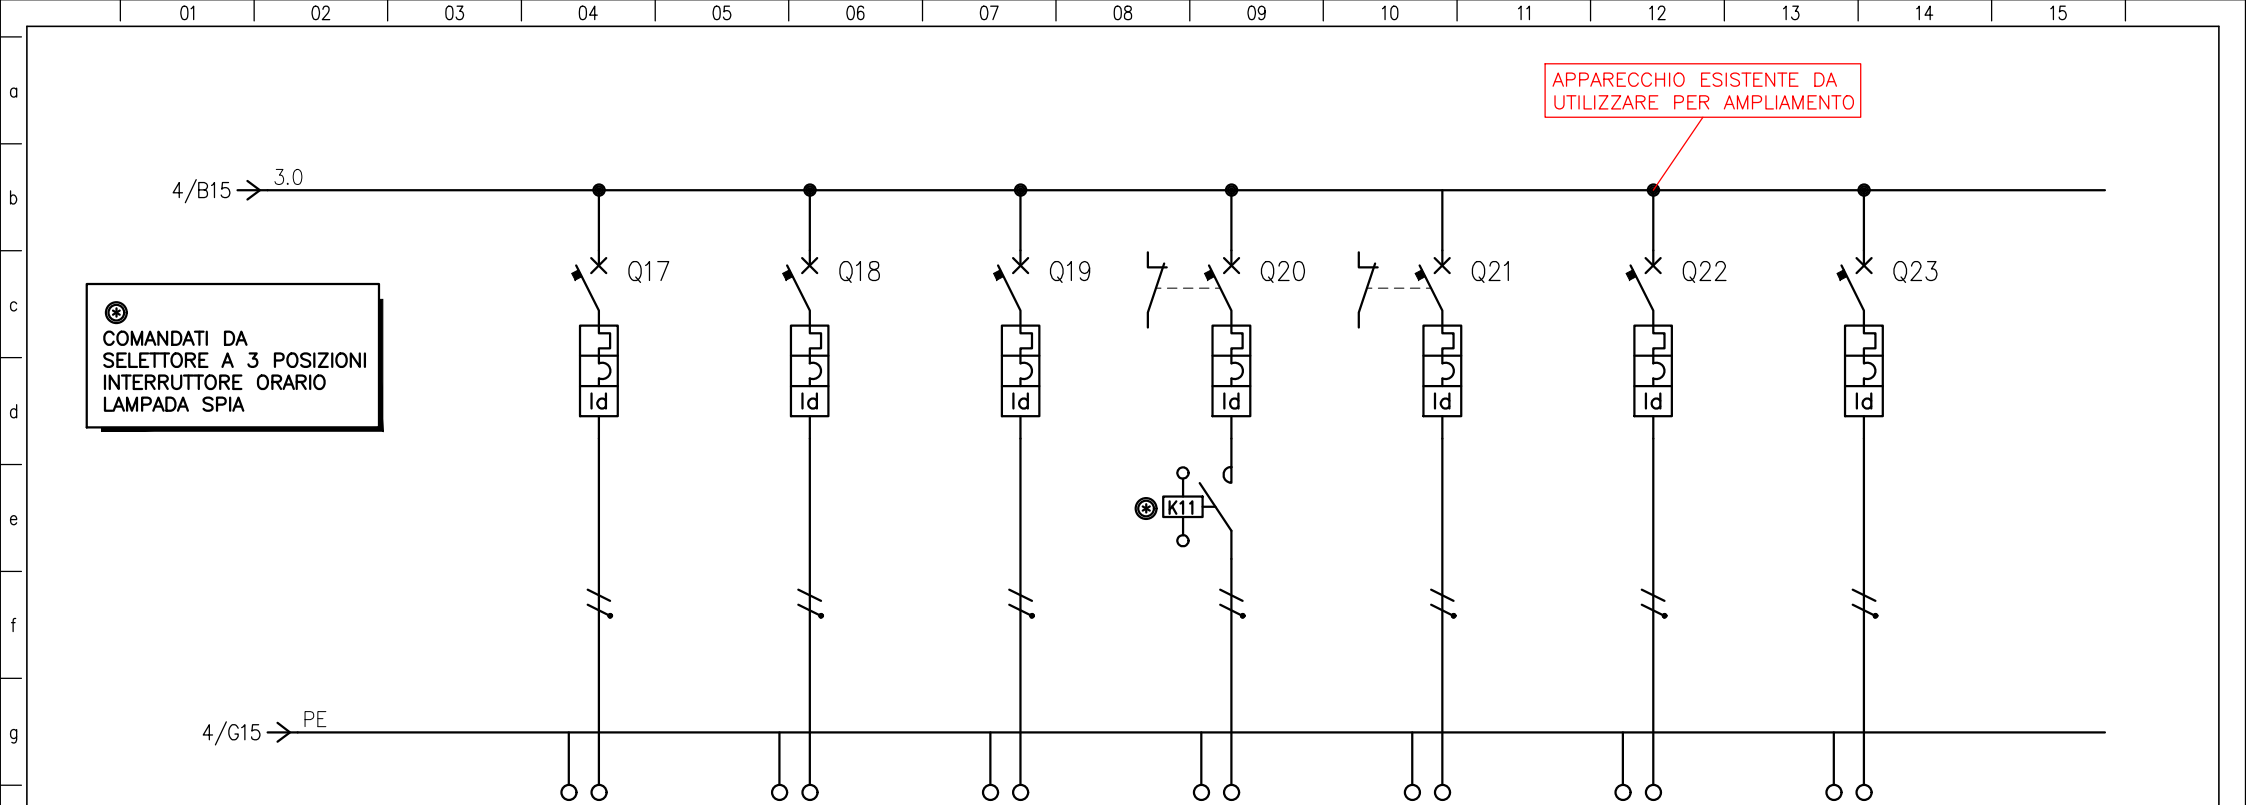 01 02 03 04 05 06 07 08 09 10 11 12 13 14 15
a
APPARECCHIO ESISTENTE DA
UTILIZZARE PER AMPLIAMENTO
b
4/B15 3.0
c
Q17 Q18 Q19 Q20 Q21 Q22 Q23
*
COMANDATI DA
SELETTORE A 3 POSIZIONI
INTERRUTTORE ORARIO
LAMPADA SPIA
d
Id Id Id Id Id Id Id
e
* K11
f
g
4/G15 PE